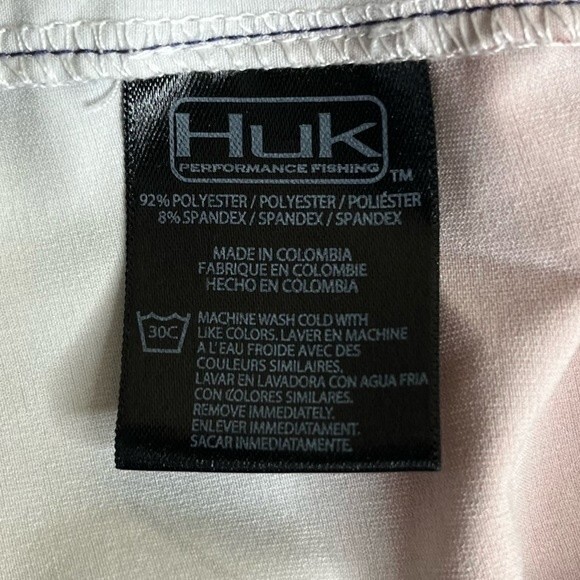 Huk
PERFORMANCE FISHING
TM
92% POLYESTER / POLYESTER / POLIÉSTER
8% SPANDEX / SPANDEX / SPANDEX
MADE IN COLOMBIA
FABRIQUE EN COLOMBIE
HECHO EN COLOMBIA
30C
MACHINE WASH COLD WITH
LIKE COLORS. LAVER EN MACHINE
A L'EAU FROIDE AVEC DES
COULEURS SIMILAIRES.
LAVAR EN LAVADORA CON AGUA FRIA
CON COLORES SIMILARES.
REMOVE IMMEDIATELY.
ENLEVER IMMEDIATAMENT.
SACAR INMEDIATAMENTE.